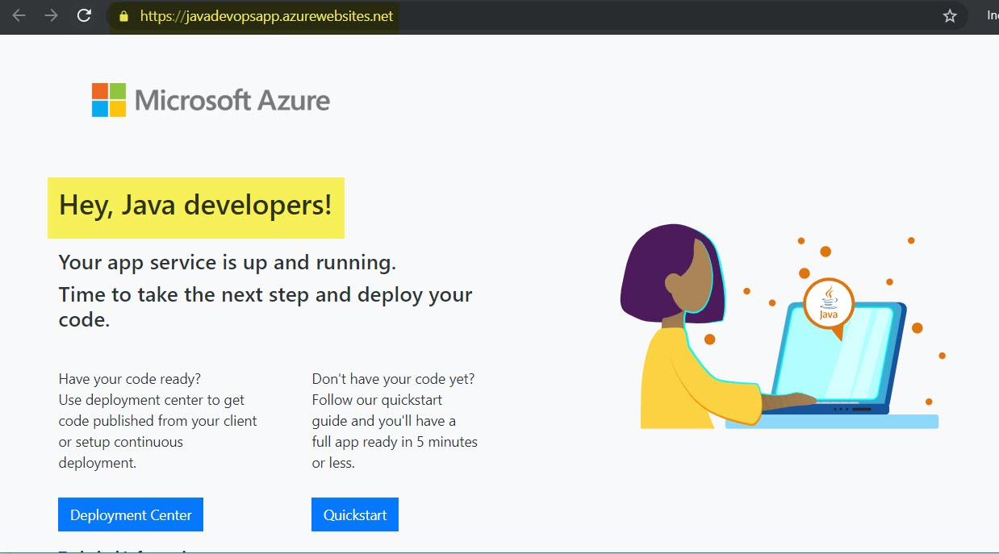 https://javadevopsapp.azurewebsites.net
Microsoft Azure
Hey, Java developers!
Your app service is up and running.
Time to take the next step and deploy your
code.
Have your code ready?
Use deployment center to get
code published from your client
or setup continuous
deployment.
Deployment Center
Don't have your code yet?
Follow our quickstart
guide and you'll have a
full app ready in 5 minutes
or less.
Quickstart
Java